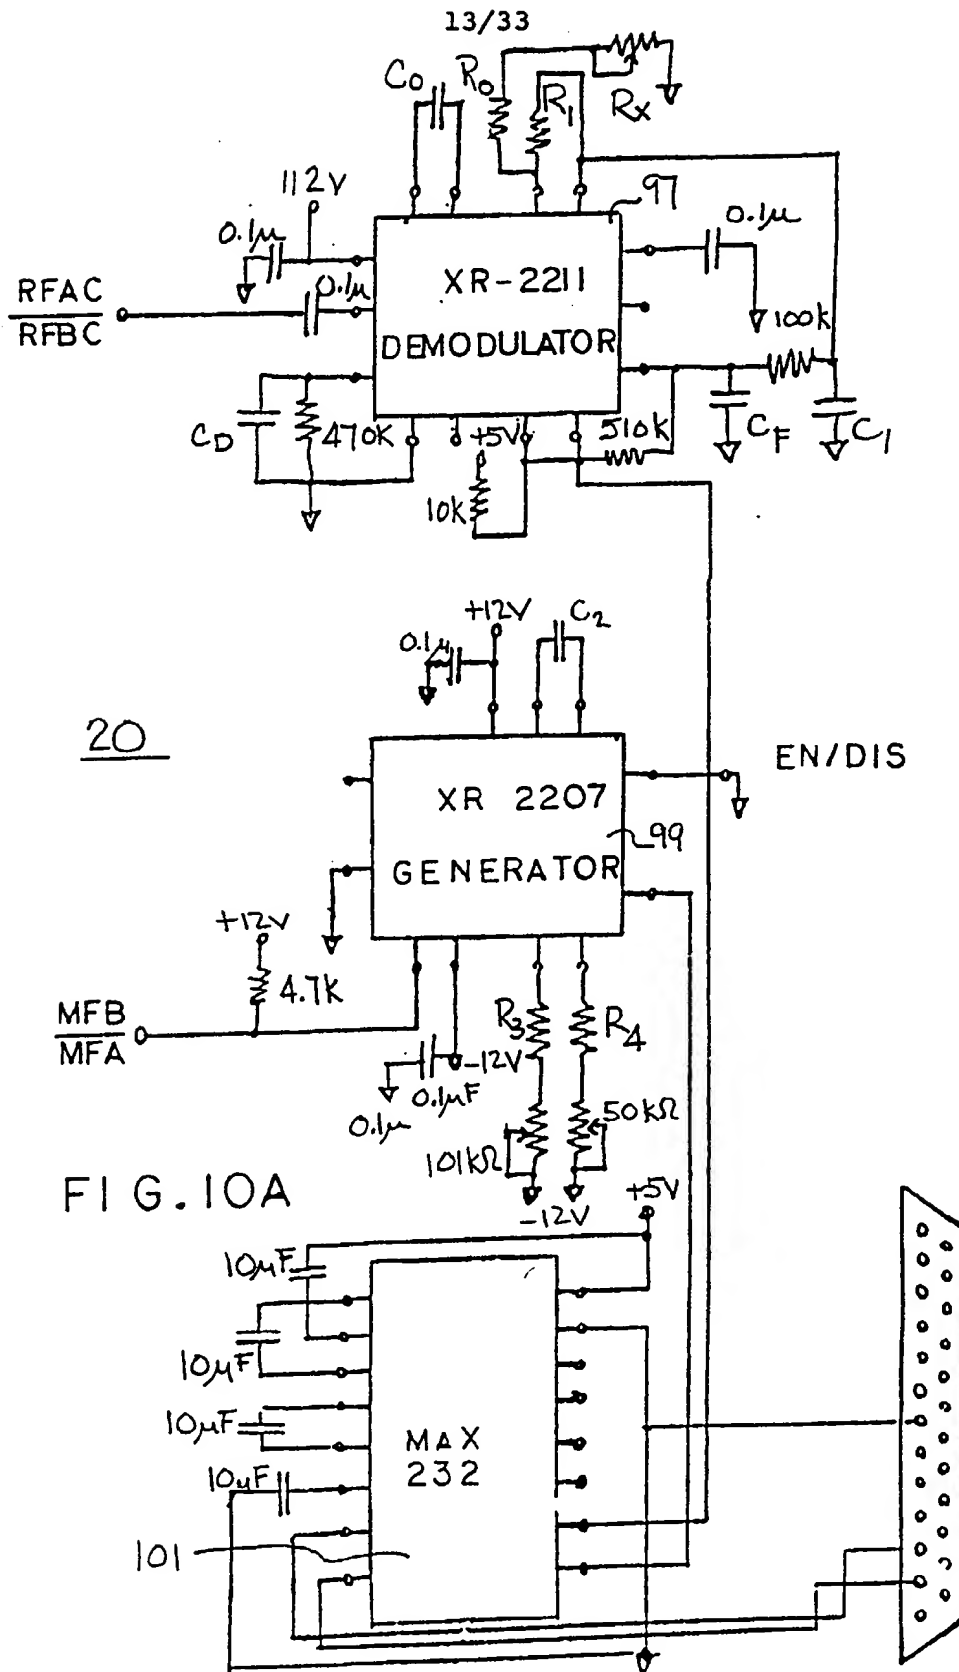 13/33
C0
R0
R1
Rx
112V
97
0.1μ
0.1μ
XR-2211
0.1μ
RFAC
RFBC
DEMODULATOR
100k
CD
470k
+5V
510k
CF
C1
10k
+12V
C2
0.1μ
20
EN/DIS
XR 2207
99
GENERATOR
+12V
4.7k
MFB
MFA
R3
R4
-12V
0.1μF
0.1μ
50kΩ
101kΩ
-12V
+5V
FIG.10A
10μF
10μF
10μF
MAX
232
10μF
101